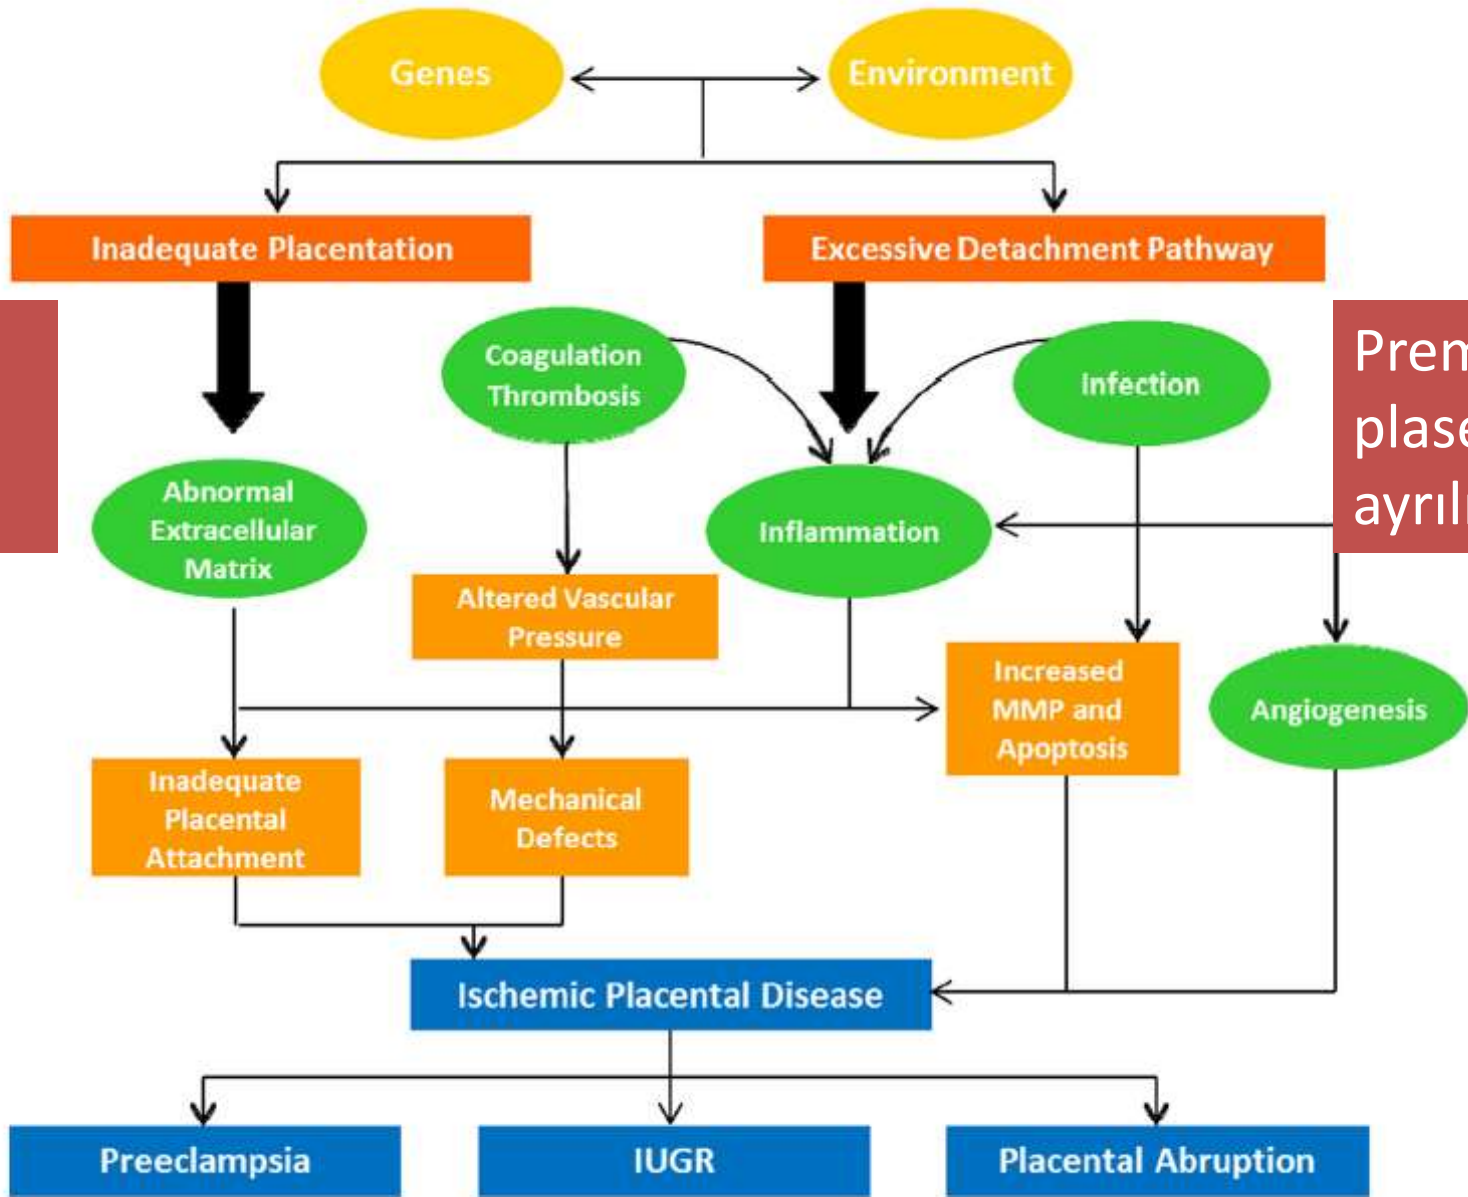 Genes
Environment
Inadequate Placentation
Excessive Detachment Pathway
Coagulation
Thrombosis
Infection
Abnormal
Extracellular
Matrix
Inflammation
Altered Vascular
Pressure
Increased
MMP and
Apoptosis
Angiogenesis
Inadequate
Placental
Attachment
Mechanical
Defects
Ischemic Placental Disease
Preeclampsia
IUGR
Placental Abruption